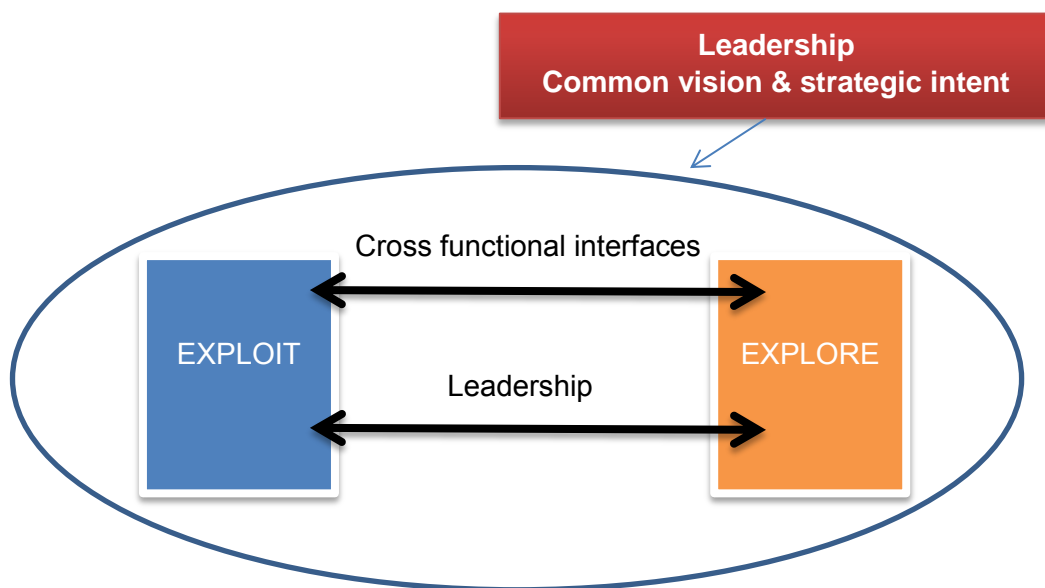 Leadership
Common vision & strategic intent
Cross functional interfaces
EXPLOIT
EXPLORE
Leadership